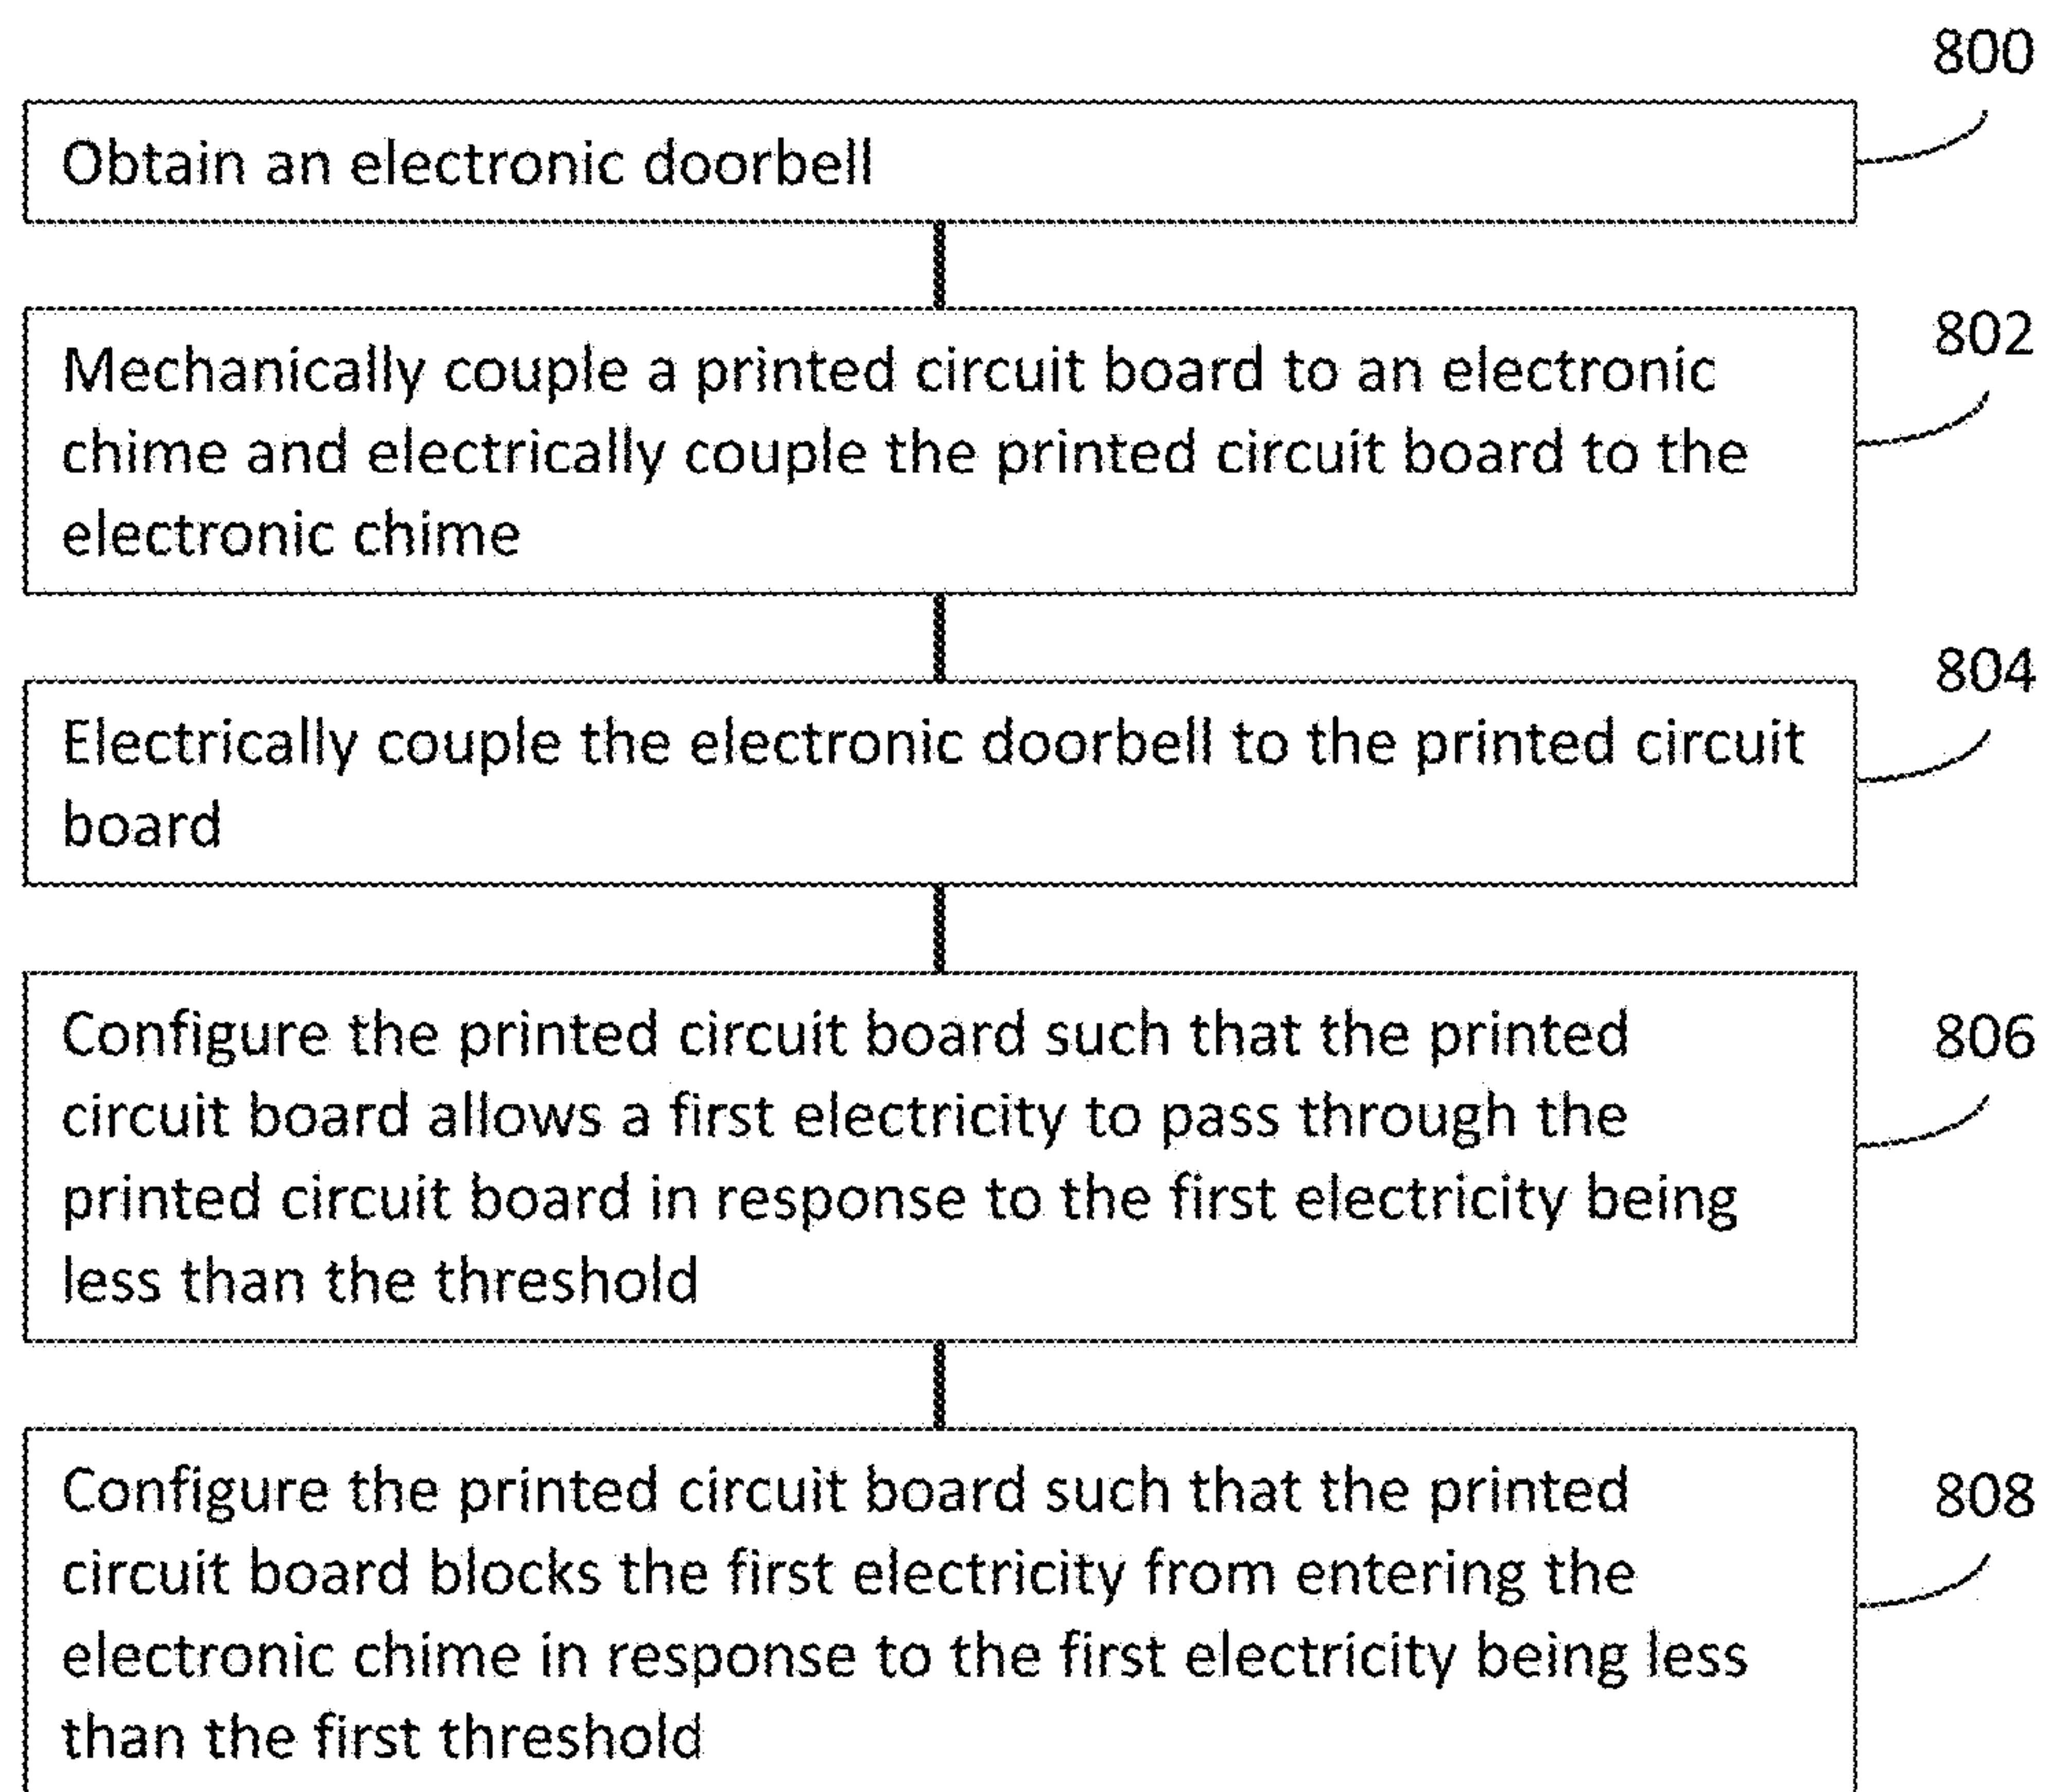 800
Obtain an electronic doorbell
802
Mechanically couple a printed circuit board to an electronic
chime and electrically couple the printed circuit board to the
electronic chime
804
Electrically couple the electronic doorbell to the printed circuit
board
806
Configure the printed circuit board such that the printed
circuit board allows a first electricity to pass through the
printed circuit board in response to the first electricity being
less than the threshold
808
Configure the printed circuit board such that the printed
circuit board blocks the first electricity from entering the
electronic chime in response to the first electricity being less
than the first threshold